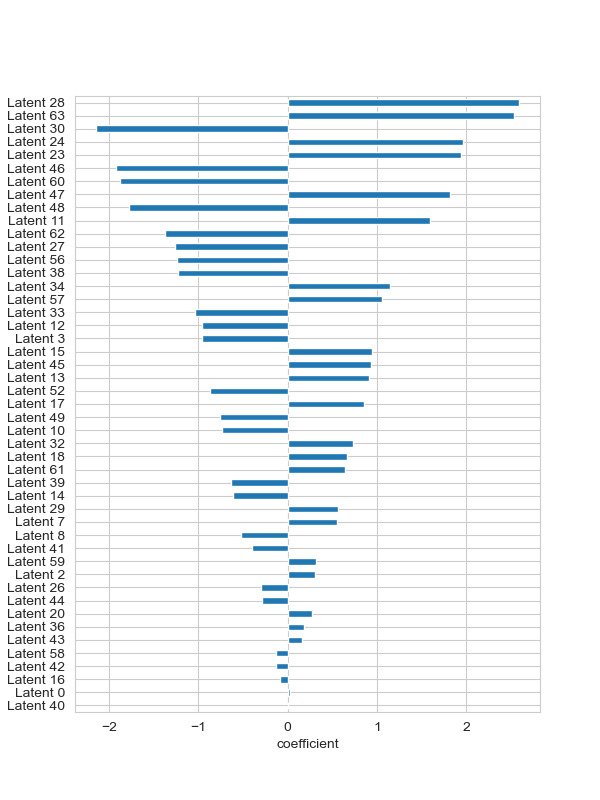 Latent 28
Latent 63
Latent 30
Latent 24
Latent 23
Latent 46
Latent 60
Latent 47
Latent 48
Latent 11
Latent 62
Latent 27
Latent 56
Latent 38
Latent 34
Latent 57
Latent 33
Latent 12
Latent 3
Latent 15
Latent 45
Latent 13
Latent 52
Latent 17
Latent 49
Latent 10
Latent 32
Latent 18
Latent 61
Latent 39
Latent 14
Latent 29
Latent 7
Latent 8
Latent 41
Latent 59
Latent 2
Latent 26
Latent 44
Latent 20
Latent 36
Latent 43
Latent 58
Latent 42
Latent 16
Latent 0
Latent 40
−2 −1 0 1 2
coefficient